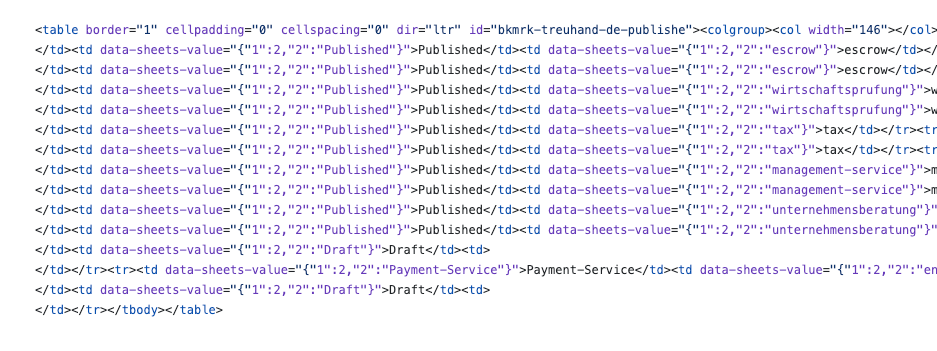 <table border="1" cellpadding="0" cellspacing="0" dir="ltr" id="bkmrk-treuhand-de-publishe"><colgroup><col width="146"></col>
</td><td data-sheets-value="{"1":2,"2":"Published"}">Published</td><td data-sheets-value="{"1":2,"2":"escrow"}">escrow</td></
</td><td data-sheets-value="{"1":2,"2":"Published"}">Published</td><td data-sheets-value="{"1":2,"2":"escrow"}">escrow</td></
</td><td data-sheets-value="{"1":2,"2":"Published"}">Published</td><td data-sheets-value="{"1":2,"2":"wirtschaftsprufung"}">w
</td><td data-sheets-value="{"1":2,"2":"Published"}">Published</td><td data-sheets-value="{"1":2,"2":"wirtschaftsprufung"}">w
</td><td data-sheets-value="{"1":2,"2":"Published"}">Published</td><td data-sheets-value="{"1":2,"2":"tax"}">tax</td></tr><tr
</td><td data-sheets-value="{"1":2,"2":"Published"}">Published</td><td data-sheets-value="{"1":2,"2":"tax"}">tax</td></tr><tr
</td><td data-sheets-value="{"1":2,"2":"Published"}">Published</td><td data-sheets-value="{"1":2,"2":"management-service"}">m
</td><td data-sheets-value="{"1":2,"2":"Published"}">Published</td><td data-sheets-value="{"1":2,"2":"management-service"}">m
</td><td data-sheets-value="{"1":2,"2":"Published"}">Published</td><td data-sheets-value="{"1":2,"2":"unternehmensberatung"}"
</td><td data-sheets-value="{"1":2,"2":"Published"}">Published</td><td data-sheets-value="{"1":2,"2":"unternehmensberatung"}"
</td><td data-sheets-value="{"1":2,"2":"Draft"}">Draft</td><td>
</td></tr><tr><td data-sheets-value="{"1":2,"2":"Payment-Service"}">Payment-Service</td><td data-sheets-value="{"1":2,"2":"en
</td><td data-sheets-value="{"1":2,"2":"Draft"}">Draft</td><td>
</td></tr></tbody></table>